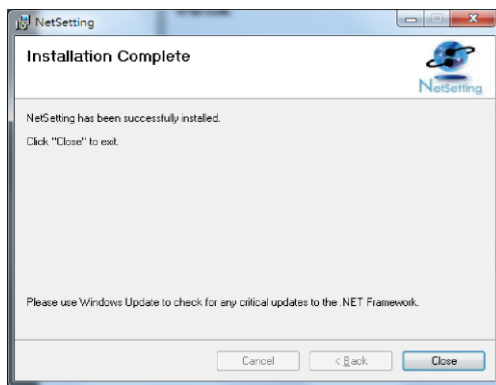 NetSetting
Installation Complete
NetSetting
NetSetting has been successfully installed.
Click "Close" to exit.
Please use Windows Update to check for any critical updates to the .NET Framework.
Cancel
< Back
Close